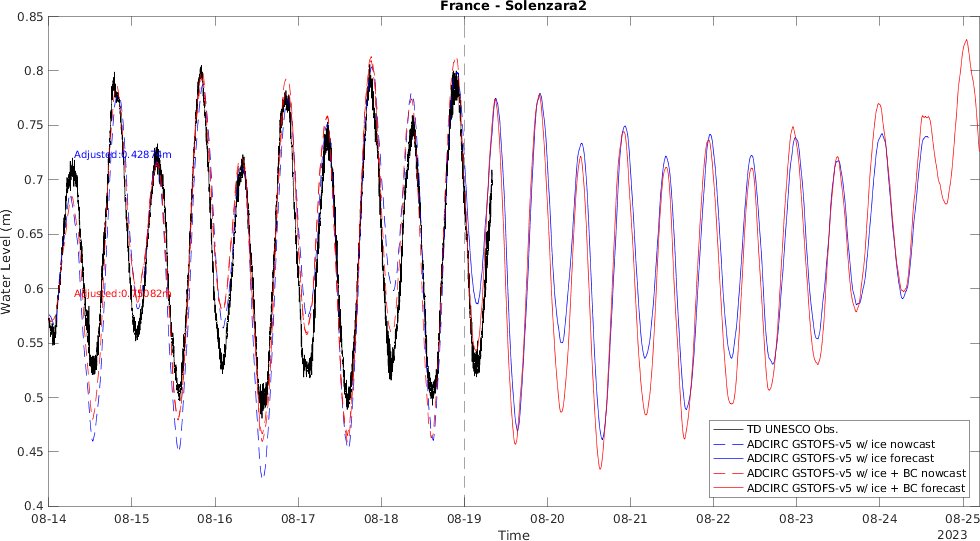 France - Solenzara2
0.85
0.8
0.75
0.7
0.65
0.6
0.55
0.5
0.45
0.4
Water Level (m)
Adjusted:
Adjusted:
TD UNESCO Obs.
ADCIRC GSTOFS-v5 w/ ice nowcast
ADCIRC GSTOFS-v5 w/ ice forecast
ADCIRC GSTOFS-v5 w/ ice + BC nowcast
ADCIRC GSTOFS-v5 w/ ice + BC forecast
08-14 08-15 08-16 08-17 08-18 08-19 08-20 08-21 08-22 08-23 08-24 08-25
Time
2023